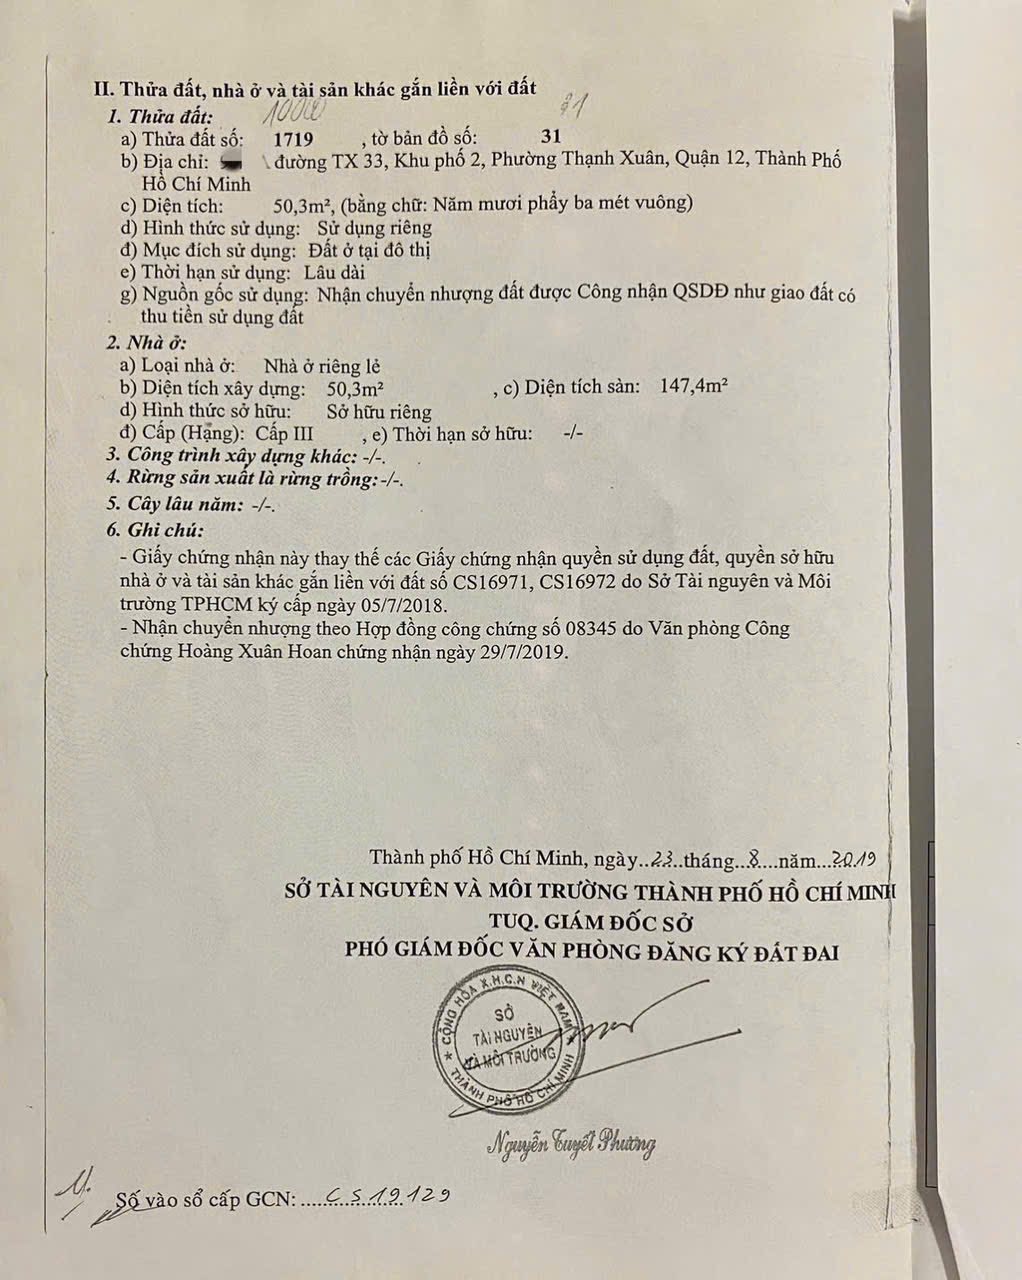 II. Thửa đất, nhà ở và tài sản khác gắn liền với đất
1. Thửa đất:
a) Thửa đất số: 1719 , tờ bản đồ số: 31
b) Địa chỉ: đường TX 33, Khu phố 2, Phường Thạnh Xuân, Quận 12, Thành Phố
Hồ Chí Minh
c) Diện tích: 50,3m², (bằng chữ: Năm mươi phẩy ba mét vuông)
d) Hình thức sử dụng: Sử dụng riêng
đ) Mục đích sử dụng: Đất ở tại đô thị
e) Thời hạn sử dụng: Lâu dài
g) Nguồn gốc sử dụng: Nhận chuyển nhượng đất được Công nhận QSDĐ như giao đất có
thu tiền sử dụng đất
2. Nhà ở:
a) Loại nhà ở: Nhà ở riêng lẻ
b) Diện tích xây dựng: 50,3m² , c) Diện tích sàn: 147,4m²
d) Hình thức sở hữu: Sở hữu riêng
đ) Cấp (Hạng): Cấp III , e) Thời hạn sở hữu: -/-
3. Công trình xây dựng khác: -/-.
4. Rừng sản xuất là rừng trồng: -/-.
5. Cây lâu năm: -/-.
6. Ghi chú:
- Giấy chứng nhận này thay thế các Giấy chứng nhận quyền sử dụng đất, quyền sở hữu
nhà ở và tài sản khác gắn liền với đất số CS16971, CS16972 do Sở Tài nguyên và Môi
trường TPHCM ký cấp ngày 05/7/2018.
- Nhận chuyển nhượng theo Hợp đồng công chứng số 08345 do Văn phòng Công
chứng Hoàng Xuân Hoan chứng nhận ngày 29/7/2019.
Thành phố Hồ Chí Minh, ngày..23..tháng..8...năm...2019
SỞ TÀI NGUYÊN VÀ MÔI TRƯỜNG THÀNH PHỐ HỒ CHÍ MINH
TUQ. GIÁM ĐỐC SỞ
PHÓ GIÁM ĐỐC VĂN PHÒNG ĐĂNG KÝ ĐẤT ĐAI
CỘNG HÒA X.H.C.N VIỆT NAM
SỞ
TÀI NGUYÊN
VÀ MÔI TRƯỜNG
THÀNH PHỐ HỒ CHÍ MINH
Nguyễn Tuyết Phương
Số vào sổ cấp GCN: ....CS19129